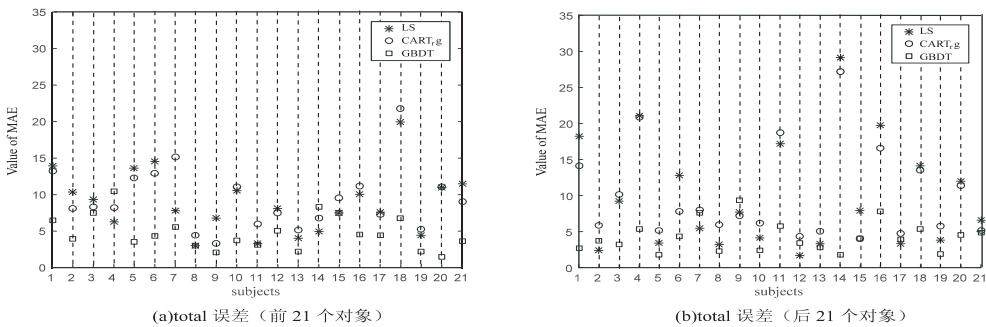 35
30
25
20
15
10
5
0
Value of MAE
LS
CARTrg
GBDT
1 2 3 4 5 6 7 8 9 10 11 12 13 14 15 16 17 18 19 20 21
subjects
(a)total 误差（前 21 个对象）
35
30
25
20
15
10
5
0
Value of MAE
LS
CARTrg
GBDT
1 2 3 4 5 6 7 8 9 10 11 12 13 14 15 16 17 18 19 20 21
subjects
(b)total 误差（后 21 个对象）